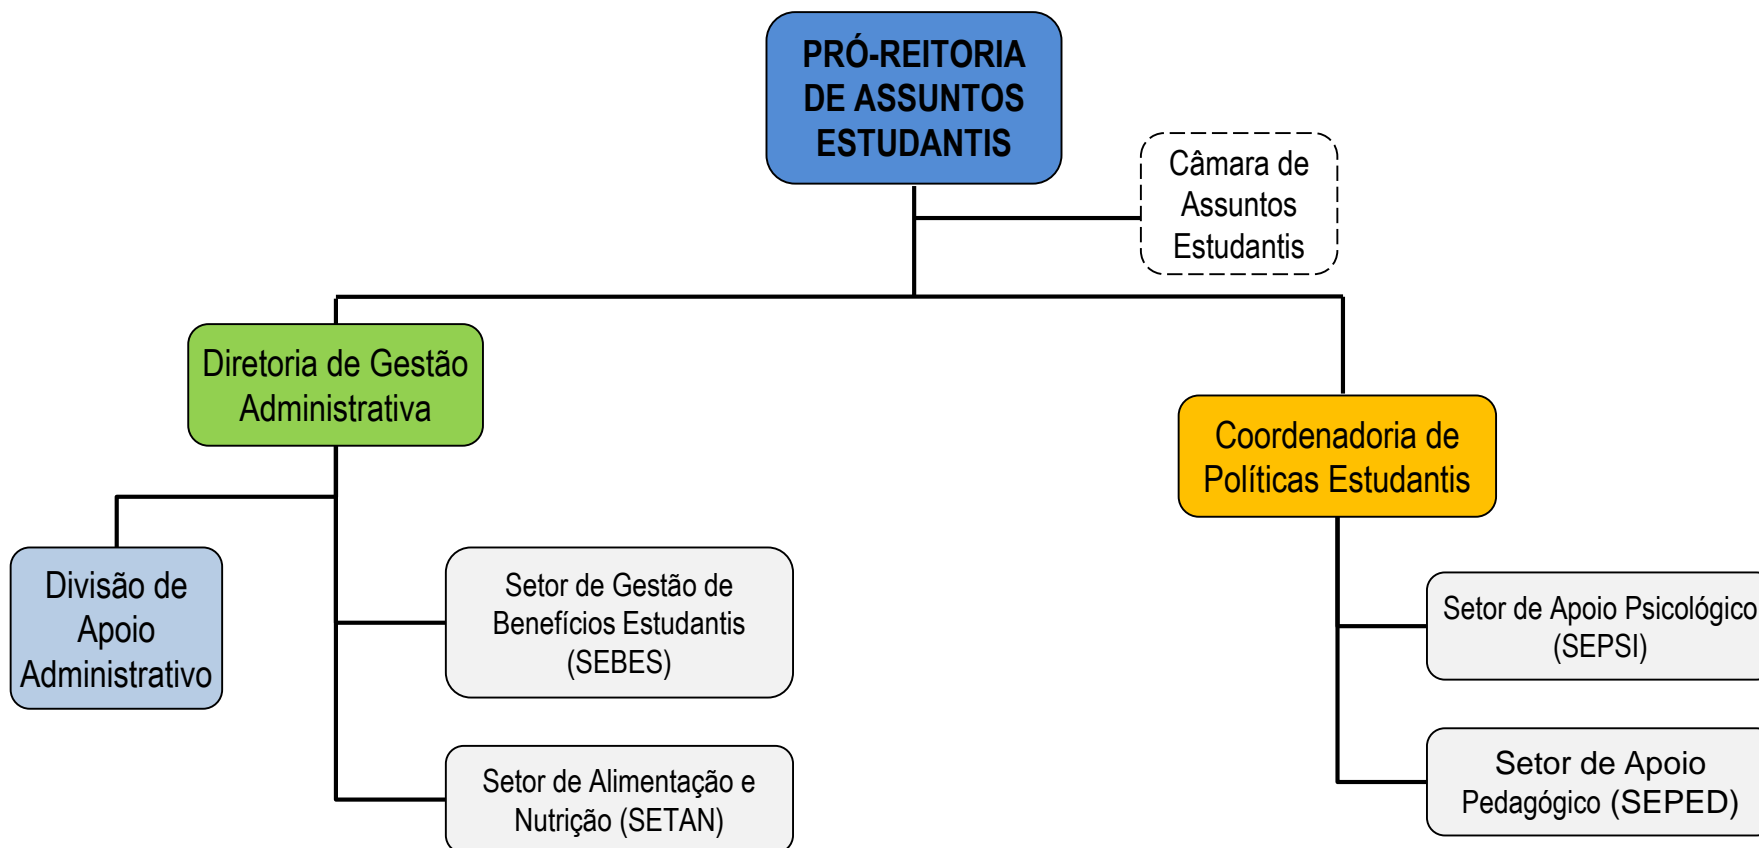 PRÓ-REITORIA
DE ASSUNTOS
ESTUDANTIS
Câmara de
Assuntos
Estudantis
Diretoria de Gestão
Administrativa
Coordenadoria de
Políticas Estudantis
Divisão de
Apoio
Administrativo
Setor de Gestão de
Benefícios Estudantis
(SEBES)
Setor de Apoio Psicológico
(SEPSI)
Setor de Alimentação e
Nutrição (SETAN)
Setor de Apoio
Pedagógico (SEPED)